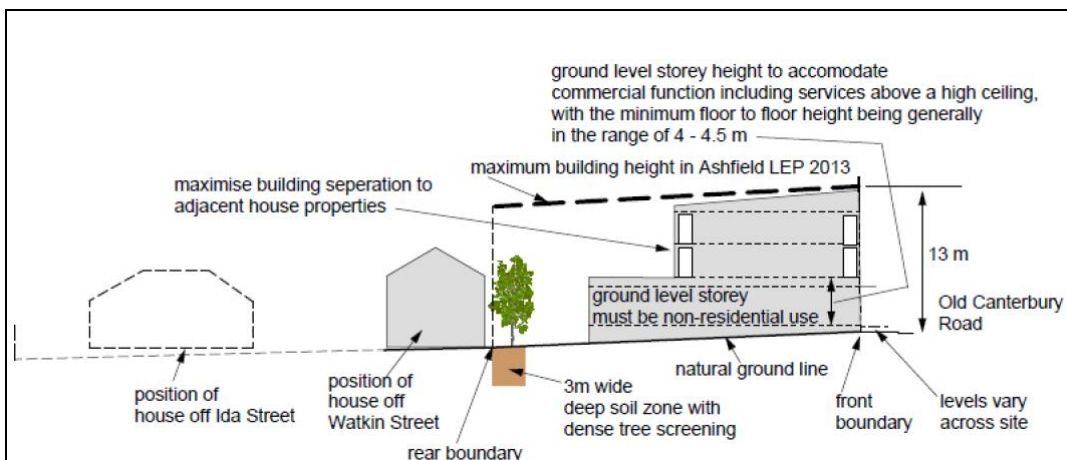 ground level storey height to accomodate
commercial function including services above a high ceiling,
with the minimum floor to floor height being generally
in the range of 4 - 4.5 m
maximum building height in Ashfield LEP 2013
maximise building seperation to
adjacent house properties
13 m
ground level storey
must be non-residential use
Old Canterbury
Road
natural ground line
position of
house off Ida Street
position of
house off
Watkin Street
3m wide
deep soil zone with
dense tree screening
front
boundary
levels vary
across site
rear boundary